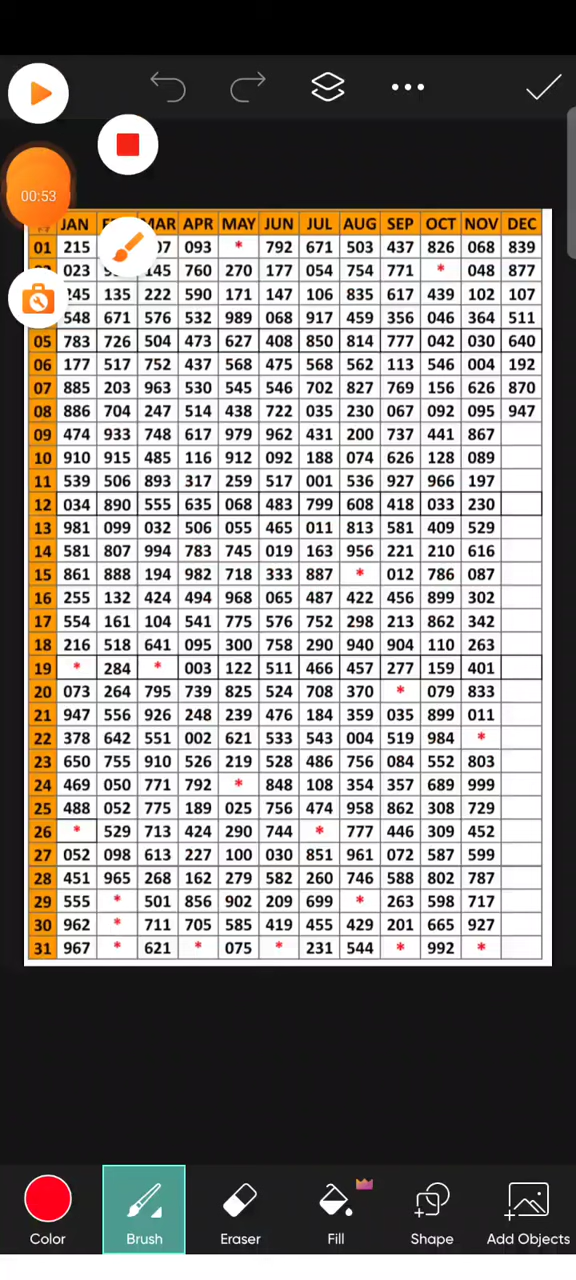 00:53
JAN MAR APR MAY JUN JUL AUG SEP OCT NOV DEC
01 215 07 093 * 792 671 503 437 826 068 839
023 145 760 270 177 054 754 771 * 048 877
245 135 222 590 171 147 106 835 617 439 102 107
548 671 576 532 989 068 917 459 356 046 364 511
05 783 726 504 473 627 408 850 814 777 042 030 640
06 177 517 752 437 568 475 568 562 113 546 004 192
07 885 203 963 530 545 546 702 827 769 156 626 870
08 886 704 247 514 438 722 035 230 067 092 095 947
09 474 933 748 617 979 962 431 200 737 441 867
10 910 915 485 116 912 092 188 074 626 128 089
11 539 506 893 317 259 517 001 536 927 966 197
12 034 890 555 635 068 483 799 608 418 033 230
13 981 099 032 506 055 465 011 813 581 409 529
14 581 807 994 783 745 019 163 956 221 210 616
15 861 888 194 982 718 333 887 * 012 786 087
16 255 132 424 494 968 065 487 422 456 899 302
17 554 161 104 541 775 576 752 298 213 862 342
18 216 518 641 095 300 758 290 940 904 110 263
19 * 284 * 003 122 511 466 457 277 159 401
20 073 264 795 739 825 524 708 370 * 079 833
21 947 556 926 248 239 476 184 359 035 899 011
22 378 642 551 002 621 533 543 004 519 984 *
23 650 755 910 526 219 528 486 756 084 552 803
24 469 050 771 792 * 848 108 354 357 689 999
25 488 052 775 189 025 756 474 958 862 308 729
26 * 529 713 424 290 744 * 777 446 309 452
27 052 098 613 227 100 030 851 961 072 587 599
28 451 965 268 162 279 582 260 746 588 802 787
29 555 * 501 856 902 209 699 * 263 598 717
30 962 * 711 705 585 419 455 429 201 665 927
31 967 * 621 * 075 * 231 544 * 992 *
Color Brush Eraser Fill Shape Add Objects